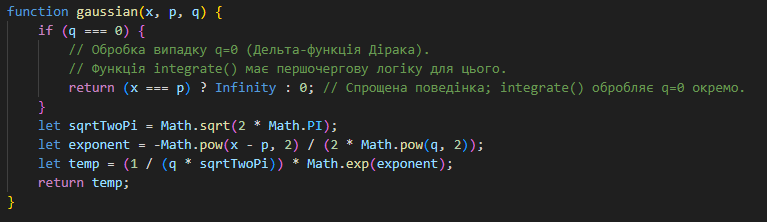 function gaussian(x, p, q) {
    if (q === 0) {
        // Обробка випадку q=0 (Дельта-функція Дірака).
        // Функція integrate() має першочергову логіку для цього.
        return (x === p) ? Infinity : 0; // Спрощена поведінка; integrate() обробляє q=0 окремо.
    }
    let sqrtTwoPi = Math.sqrt(2 * Math.PI);
    let exponent = -Math.pow(x - p, 2) / (2 * Math.pow(q, 2));
    let temp = (1 / (q * sqrtTwoPi)) * Math.exp(exponent);
    return temp;
}